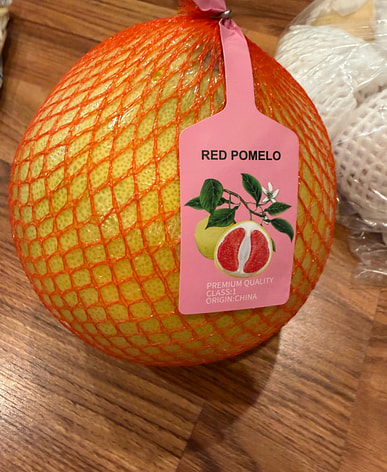 RED POMELO
PREMIUM QUALITY
CLASS:1
ORIGIN:CHINA